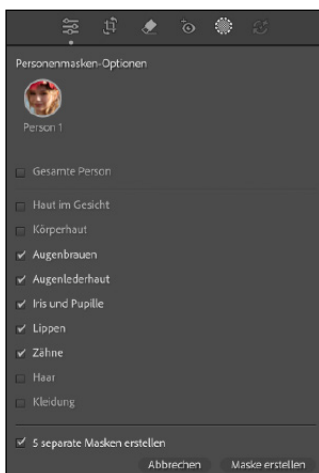 Personenmasken-Optionen
Person 1
Gesamte Person
Haut im Gesicht
Körperhaut
Augenbrauen
Augenlederhaut
Iris und Pupille
Lippen
Zähne
Haar
Kleidung
5 separate Masken erstellen
Abbrechen Maske erstellen